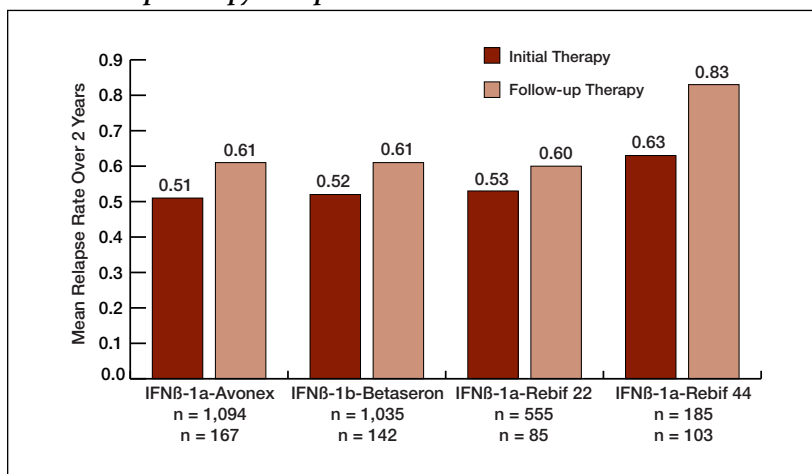 0.9
0.8
0.7
0.6
0.5
0.4
0.3
0.2
0.1
0.0
Mean Relapse Rate Over 2 Years
Initial Therapy
Follow-up Therapy
0.51
0.61
0.52
0.61
0.53
0.60
0.63
0.83
IFNß-1a-Avonex
n = 1,094
n = 167
IFNß-1b-Betaseron
n = 1,035
n = 142
IFNß-1a-Rebif 22
n = 555
n = 85
IFNß-1a-Rebif 44
n = 185
n = 103